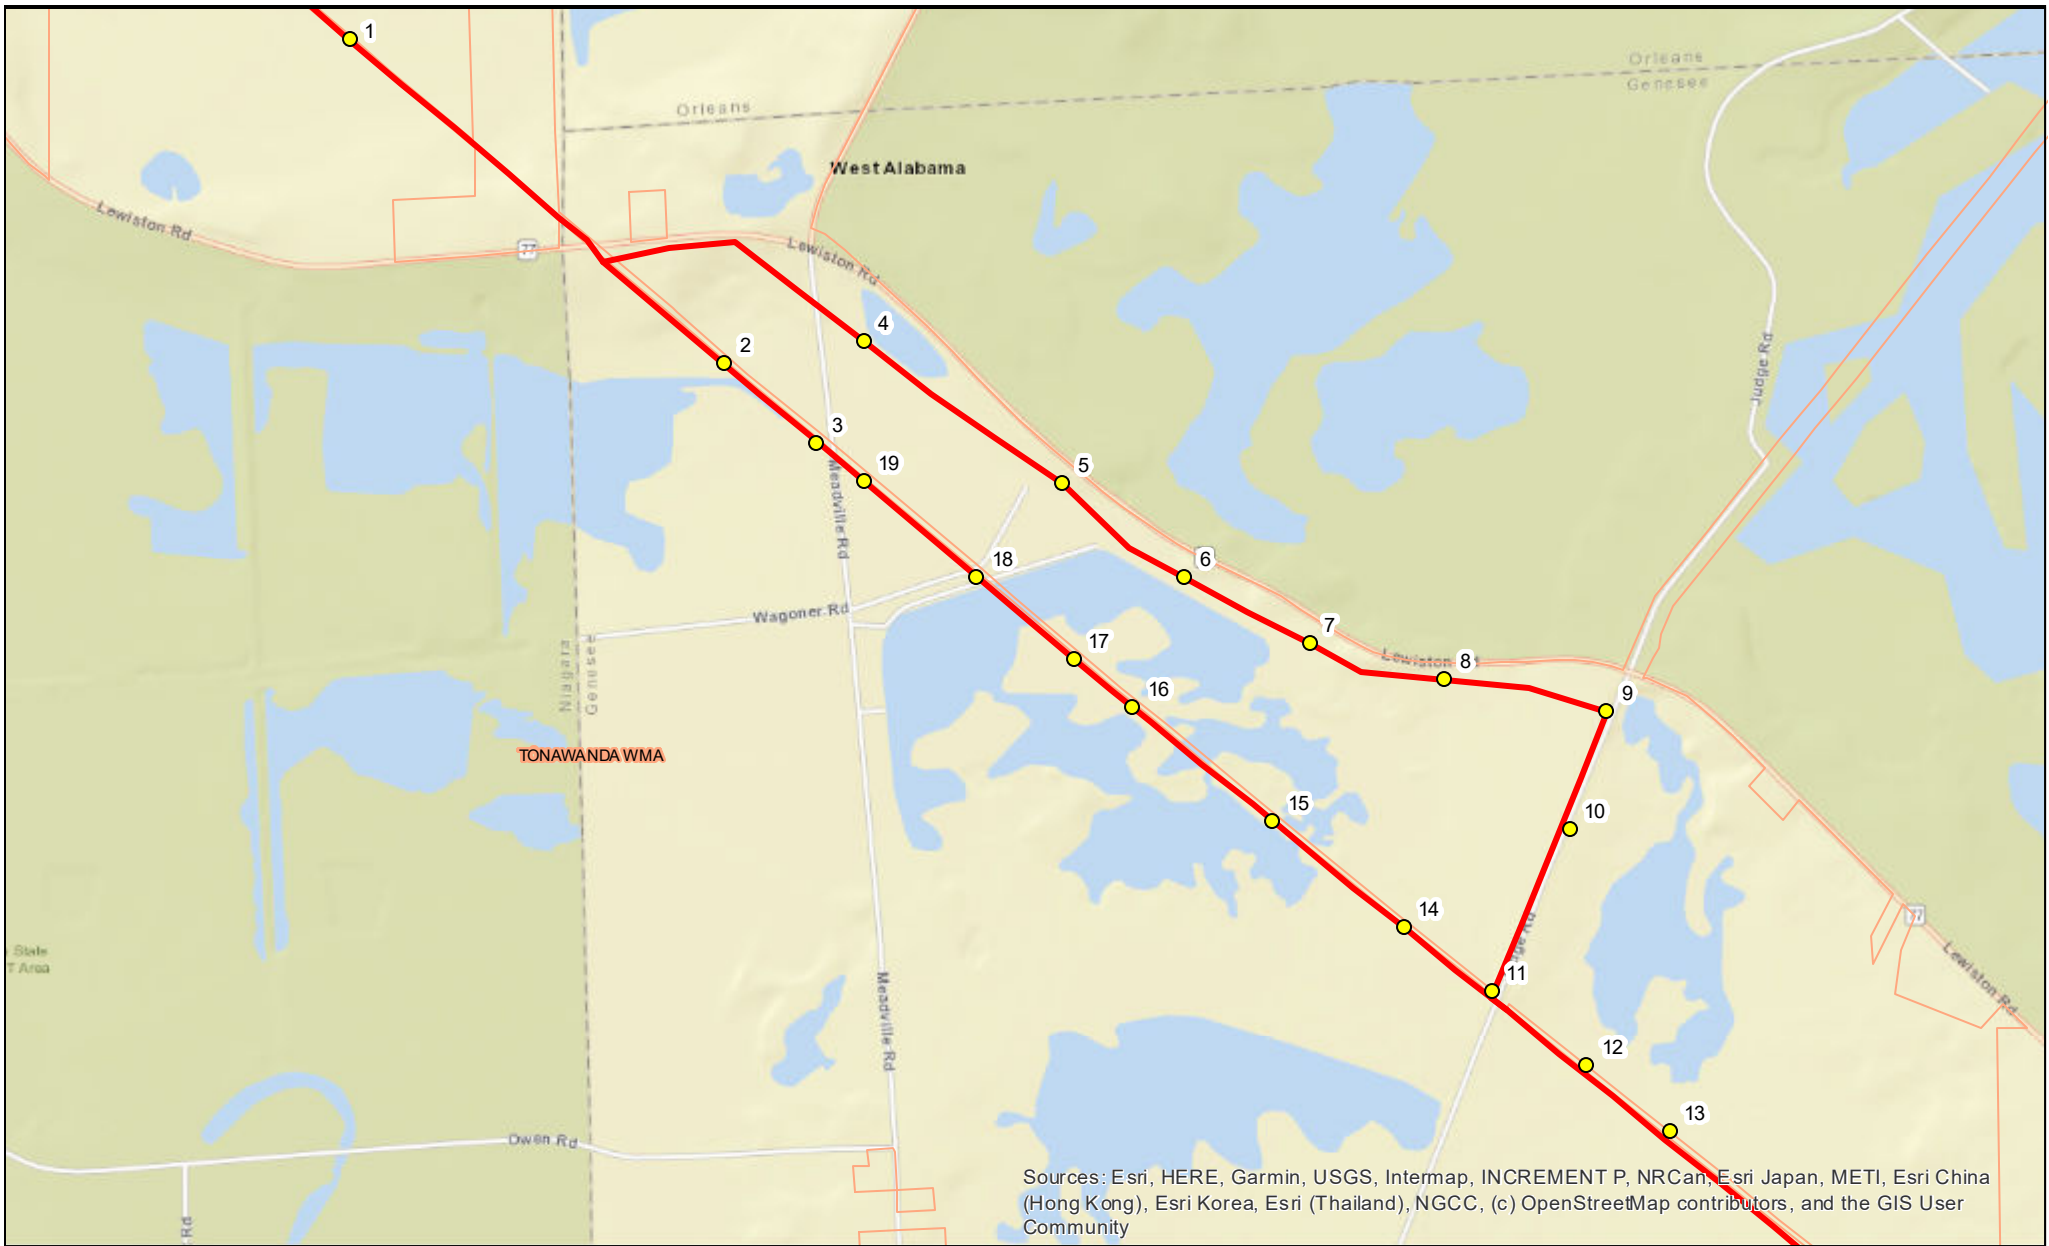 1
Orleans
Genesee
Orleans
West Alabama
Lewiston Rd
77
Lewiston Rd
4
2
Judge Rd
3
19
5
Meadville Rd
18
6
Wagoner Rd
7
17
Lewiston
8
Niagara
Genesee
16
9
TONAWANDA WMA
15
10
14
77
State
T Area
Lewiston Rd
11
Meadville Rd
12
13
Owen Rd
Rd
Sources: Esri, HERE, Garmin, USGS, Intermap, INCREMENT P, NRCan, Esri Japan, METI, Esri China
(Hong Kong), Esri Korea, Esri (Thailand), NGCC, (c) OpenStreetMap contributors, and the GIS User
Community